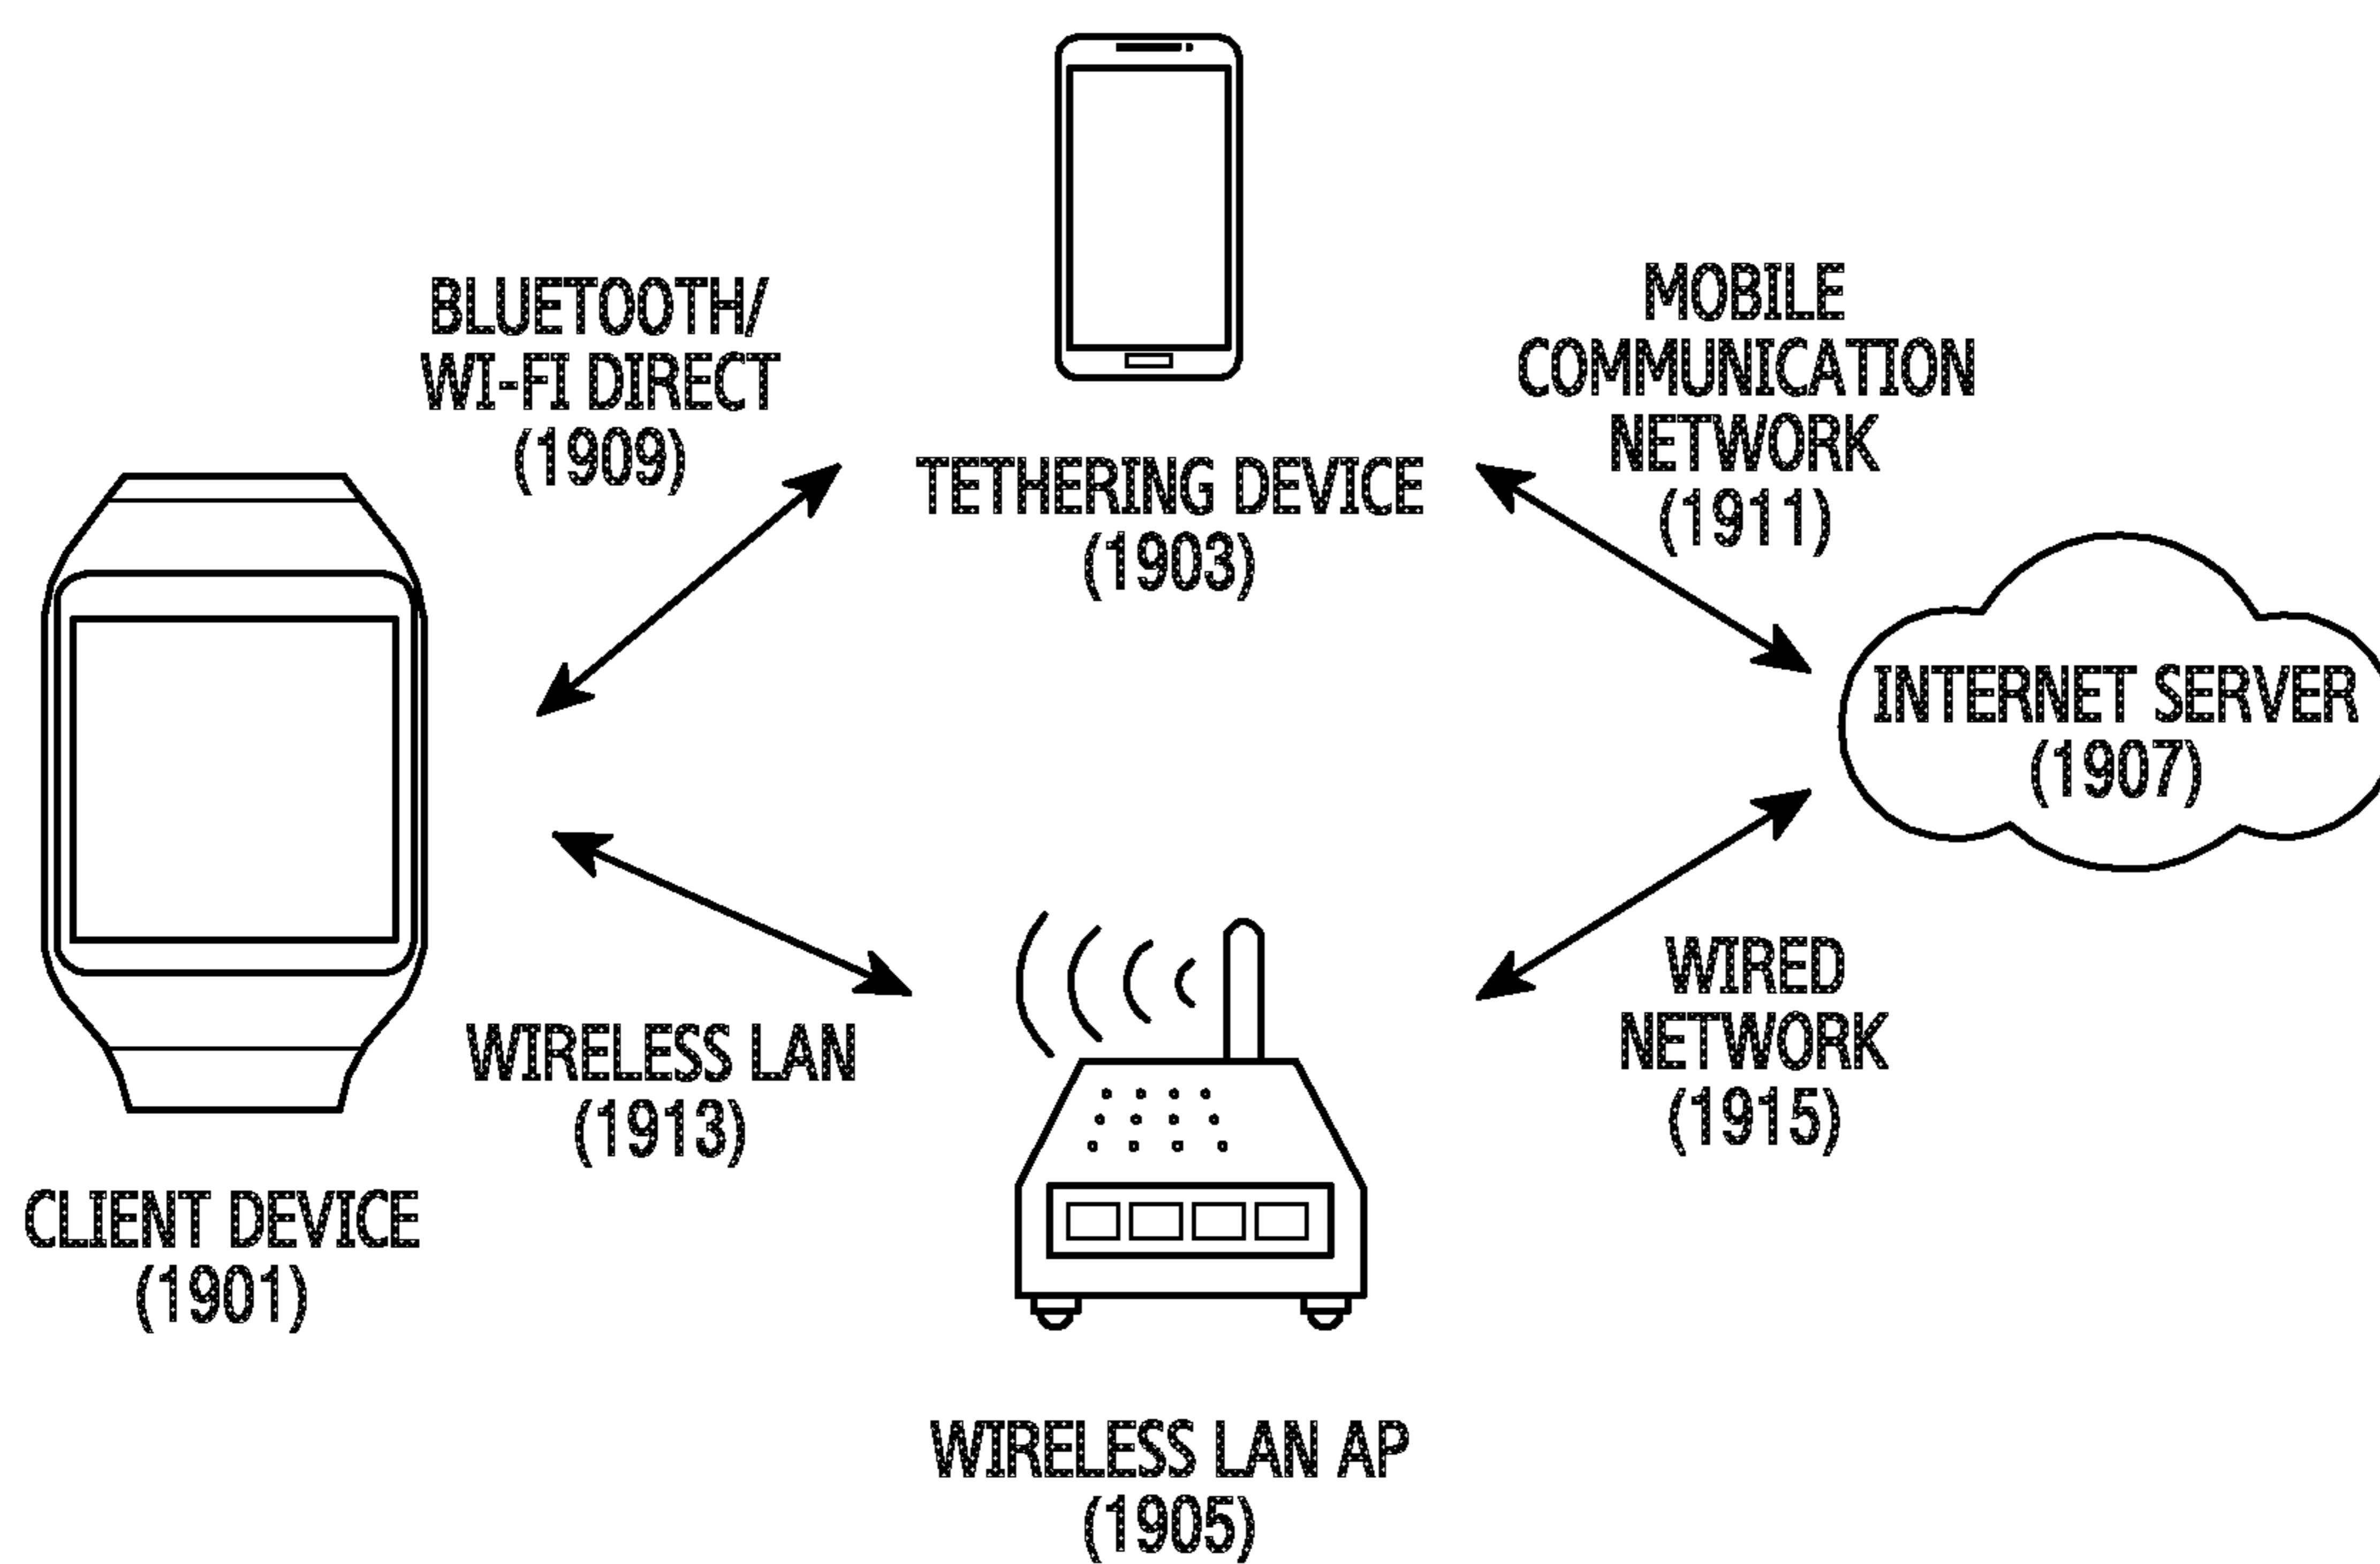 BLUETOOTH/
WI-FI DIRECT
(1909)
TETHERING DEVICE
(1903)
MOBILE
COMMUNICATION
NETWORK
(1911)
INTERNET SERVER
(1907)
WIRELESS LAN
(1913)
WIRED
NETWORK
(1915)
CLIENT DEVICE
(1901)
WIRELESS LAN AP
(1905)